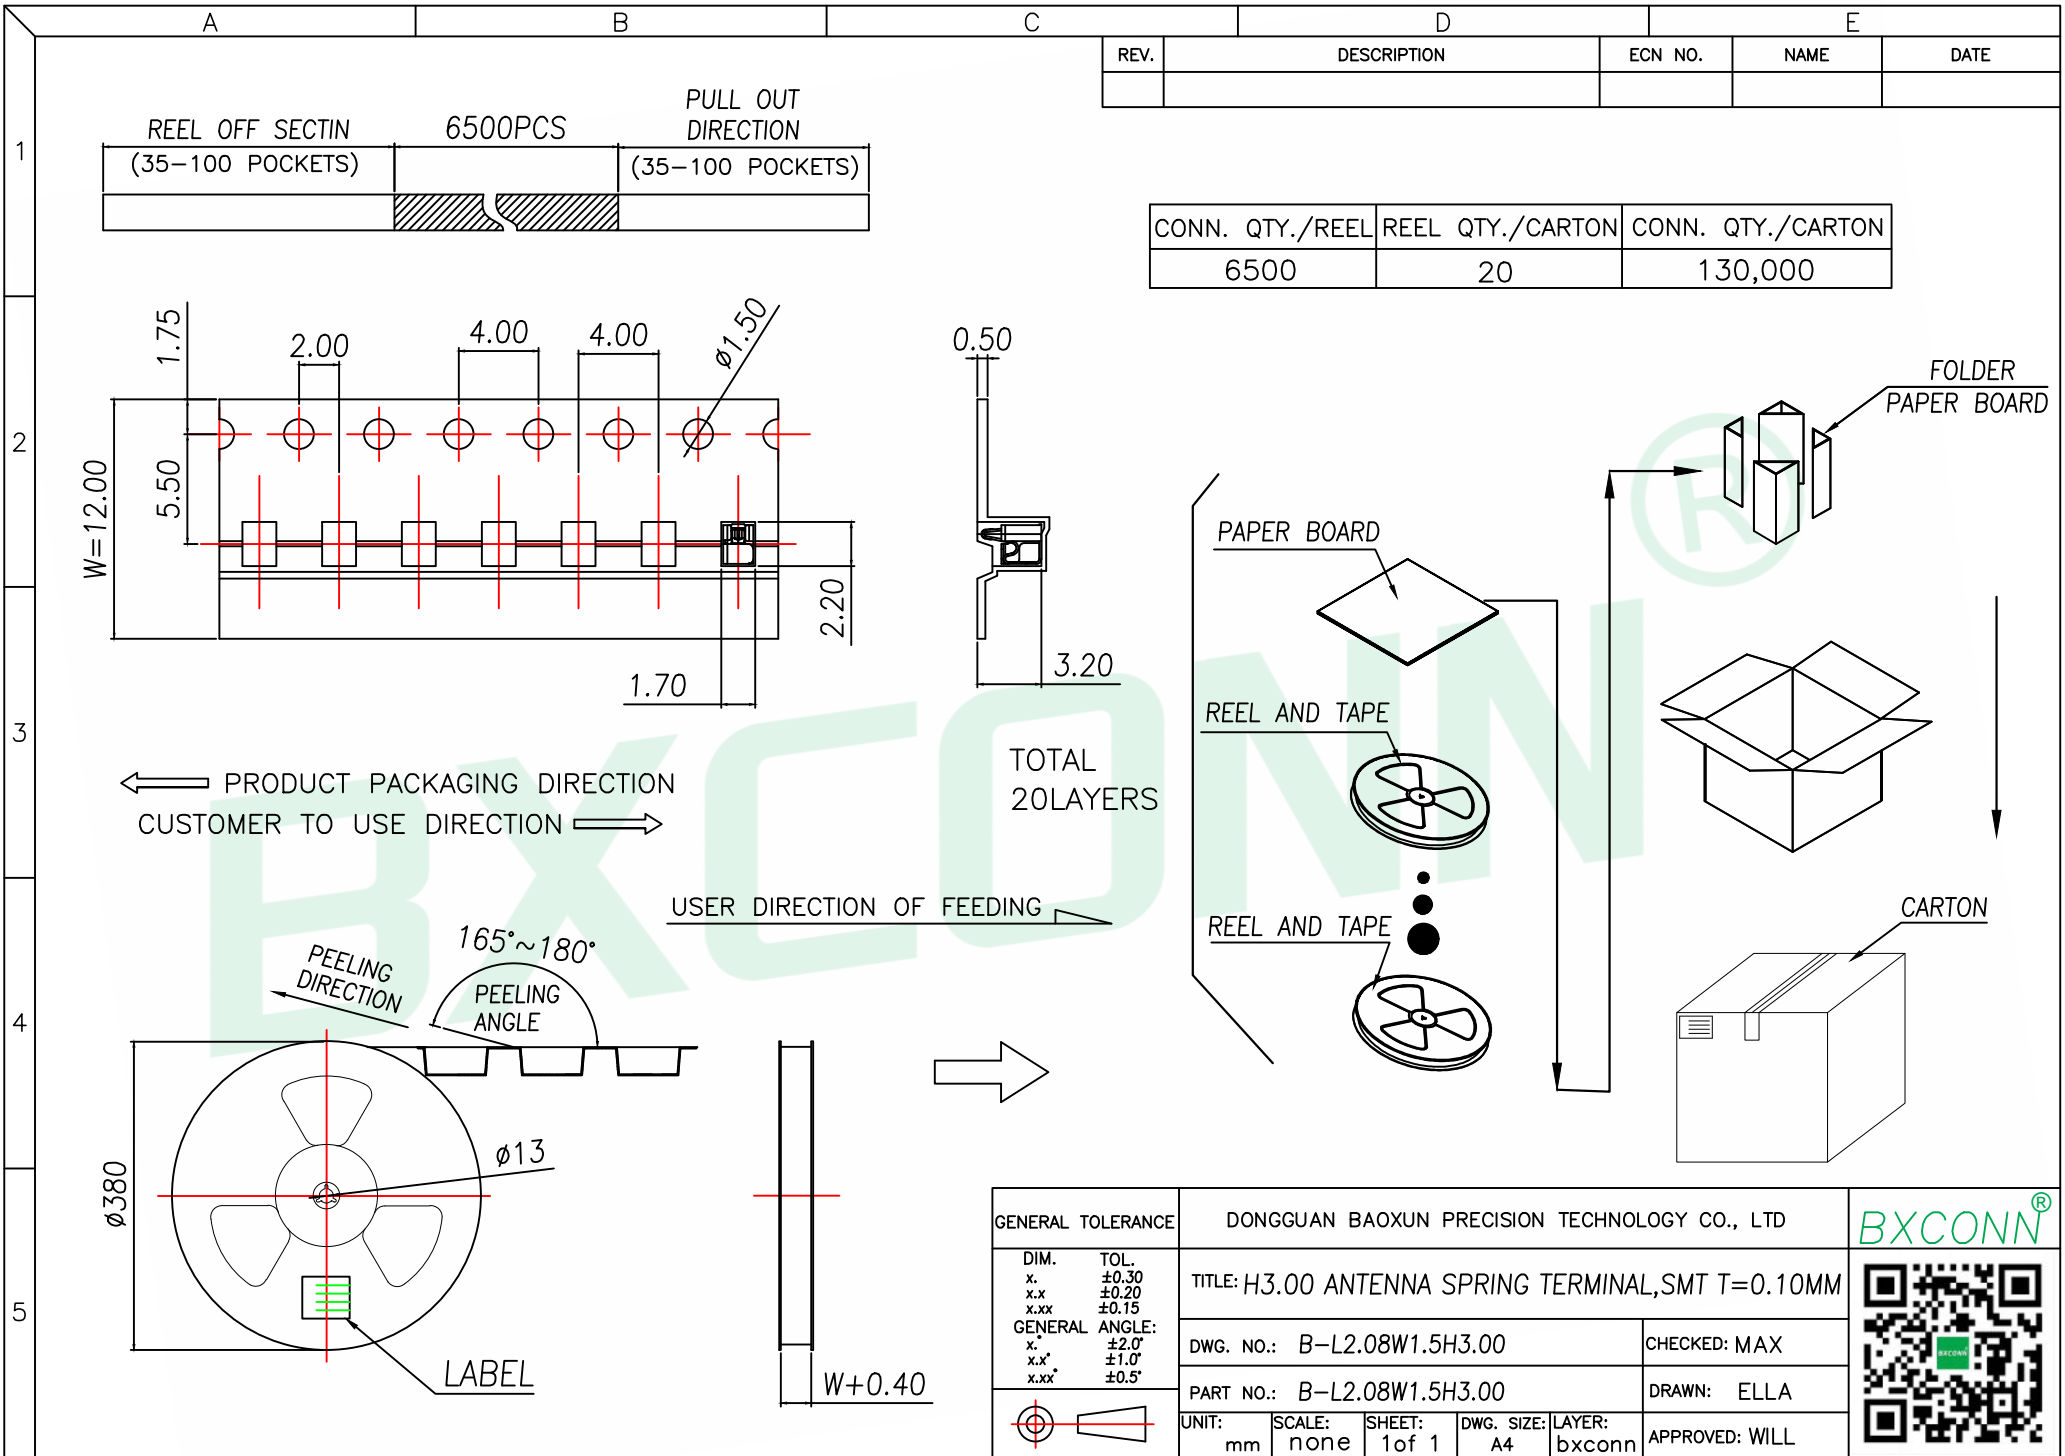 A B C D E
REV. DESCRIPTION ECN NO. NAME DATE
1
2
3
4
5
REEL OFF SECTIN
(35-100 POCKETS)
6500PCS
PULL OUT
DIRECTION
(35-100 POCKETS)
CONN. QTY./REEL REEL QTY./CARTON CONN. QTY./CARTON
6500 20 130,000
1.75
2.00
4.00
4.00
ø1.50
W=12.00
5.50
2.20
1.70
0.50
3.20
FOLDER
PAPER BOARD
PAPER BOARD
REEL AND TAPE
TOTAL
20LAYERS
REEL AND TAPE
CARTON
PRODUCT PACKAGING DIRECTION
CUSTOMER TO USE DIRECTION
USER DIRECTION OF FEEDING
PEELING
DIRECTION
165°~180°
PEELING
ANGLE
ø380
ø13
LABEL
W+0.40
BXCONN®
GENERAL TOLERANCE
DIM. TOL.
x. ±0.30
x.x ±0.20
x.xx ±0.15
GENERAL ANGLE:
x.° ±2.0°
x.x° ±1.0°
x.xx° ±0.5°
DONGGUAN BAOXUN PRECISION TECHNOLOGY CO., LTD
TITLE: H3.00 ANTENNA SPRING TERMINAL,SMT T=0.10MM
DWG. NO.: B-L2.08W1.5H3.00
CHECKED: MAX
PART NO.: B-L2.08W1.5H3.00
DRAWN: ELLA
UNIT: mm
SCALE: none
SHEET: 1of 1
DWG. SIZE: A4
LAYER: bxconn
APPROVED: WILL
BXCONN®
BXCONN